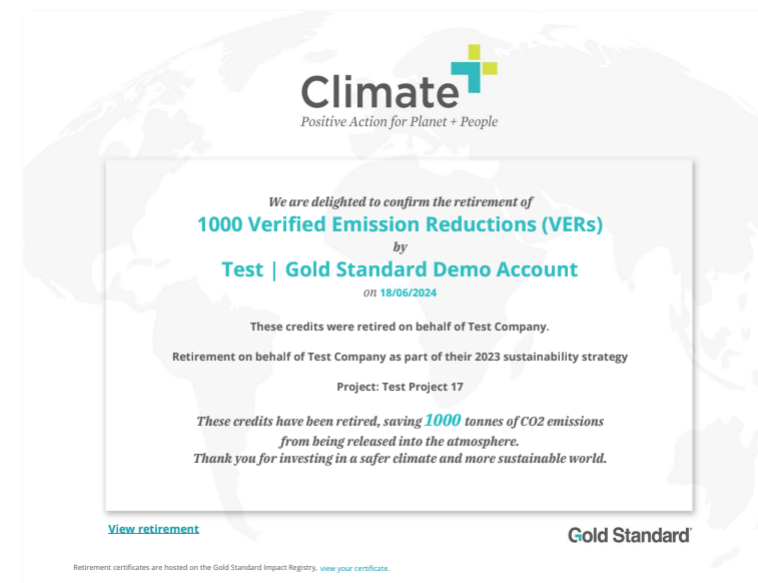 Climate
Positive Action for Planet + People
We are delighted to confirm the retirement of
1000 Verified Emission Reductions (VERs)
by
Test | Gold Standard Demo Account
on 18/06/2024
These credits were retired on behalf of Test Company.
Retirement on behalf of Test Company as part of their 2023 sustainability strategy
Project: Test Project 17
These credits have been retired, saving 1000 tonnes of CO2 emissions
from being released into the atmosphere.
Thank you for investing in a safer climate and more sustainable world.
View retirement
Gold Standard
Retirement certificates are hosted on the Gold Standard Impact Registry, view your certificate.